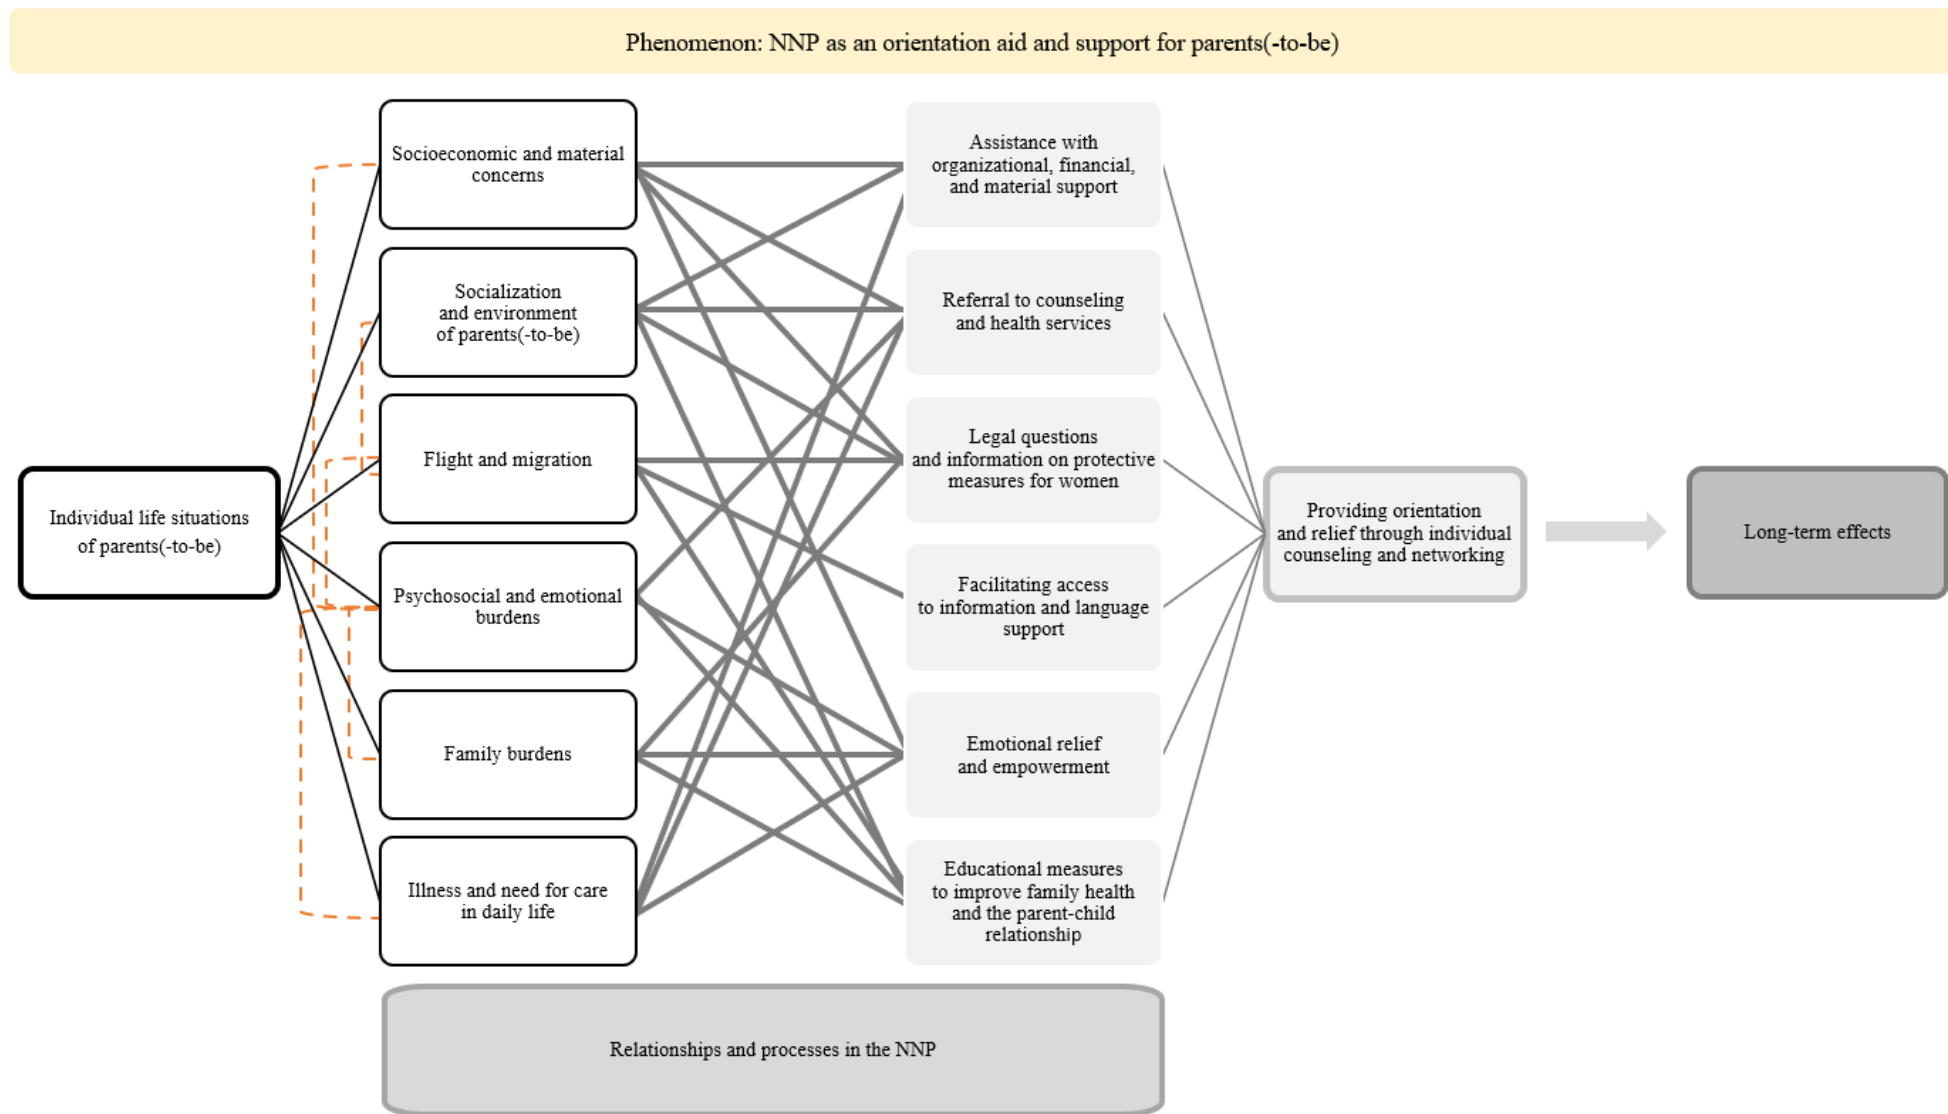 Phenomenon: NNP as an orientation aid and support for parents(-to-be)
Individual life situations
of parents(-to-be)
Socioeconomic and material
concerns
Socialization
and environment
of parents(-to-be)
Flight and migration
Psychosocial and emotional
burdens
Family burdens
Illness and need for care
in daily life
Assistance with
organizational, financial,
and material support
Referral to counseling
and health services
Legal questions
and information on protective
measures for women
Facilitating access
to information and language
support
Emotional relief
and empowerment
Educational measures
to improve family health
and the parent-child
relationship
Providing orientation
and relief through individual
counseling and networking
Long-term effects
Relationships and processes in the NNP